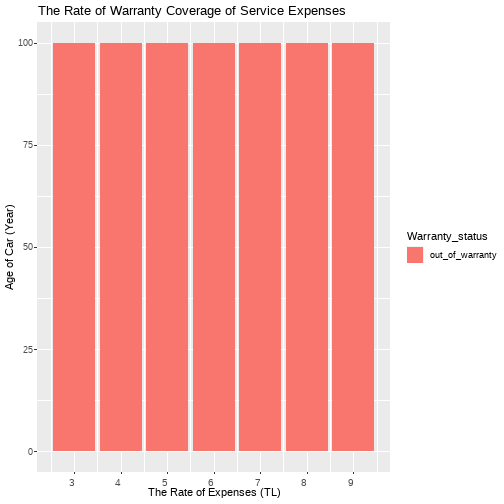 The Rate of Warranty Coverage of Service Expenses
100
75
50
25
0
Age of Car (Year)
3 4 5 6 7 8 9
The Rate of Expenses (TL)
Warranty_status
out_of_warranty